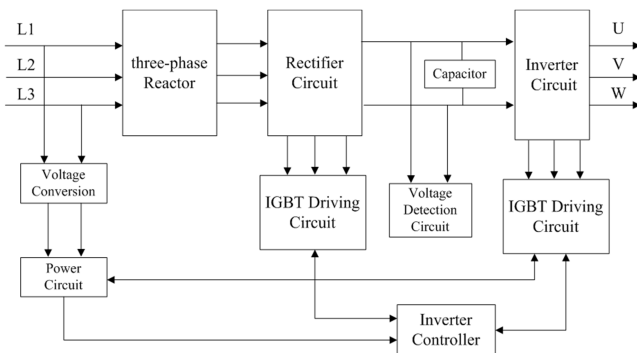 L1
L2
L3
three-phase
Reactor
Rectifier
Circuit
Capacitor
Inverter
Circuit
U
V
W
Voltage
Conversion
IGBT Driving
Circuit
Voltage
Detection
Circuit
IGBT Driving
Circuit
Power
Circuit
Inverter
Controller